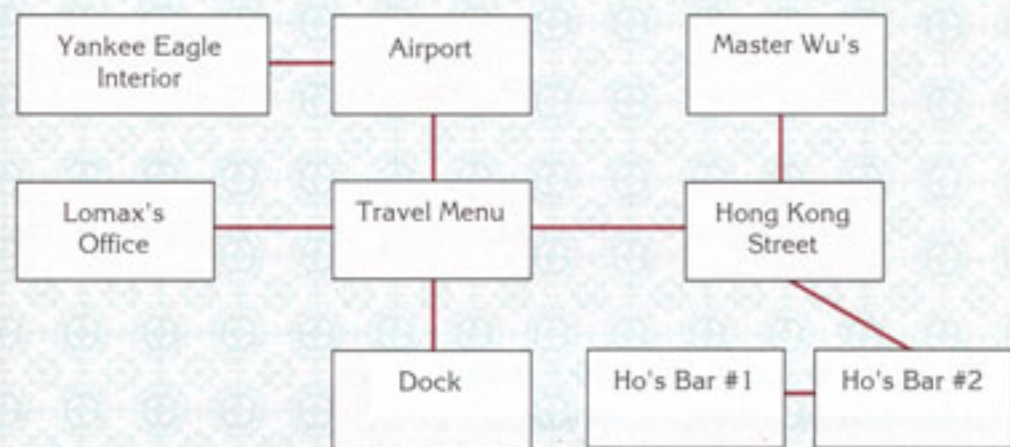 Yankee Eagle
Interior
Airport
Master Wu's
Lomax's
Office
Travel Menu
Hong Kong
Street
Dock
Ho's Bar #1
Ho's Bar #2